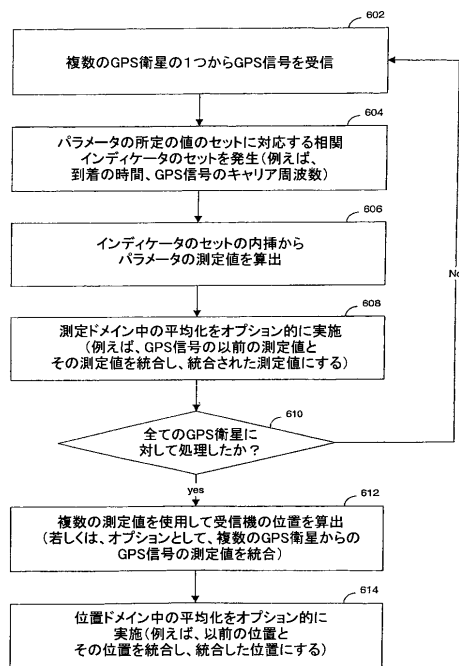 602
複数のGPS衛星の1つからGPS信号を受信
604
パラメータの所定の値のセットに対応する相関
インディケータのセットを発生(例えば、
到着の時間、GPS信号のキャリア周波数)
606
インディケータのセットの内挿から
パラメータの測定値を算出
608
測定ドメイン中の平均化をオプション的に実施
(例えば、GPS信号の以前の測定値と
その測定値を統合し、統合された測定値にする)
610
全てのGPS衛星に
対して処理したか?
No
yes
612
複数の測定値を使用して受信機の位置を算出
(若しくは、オプションとして、複数のGPS衛星からの
GPS信号の測定値を統合)
614
位置ドメイン中の平均化をオプション的に
実施(例えば、以前の位置と
その位置を統合し、統合した位置にする)